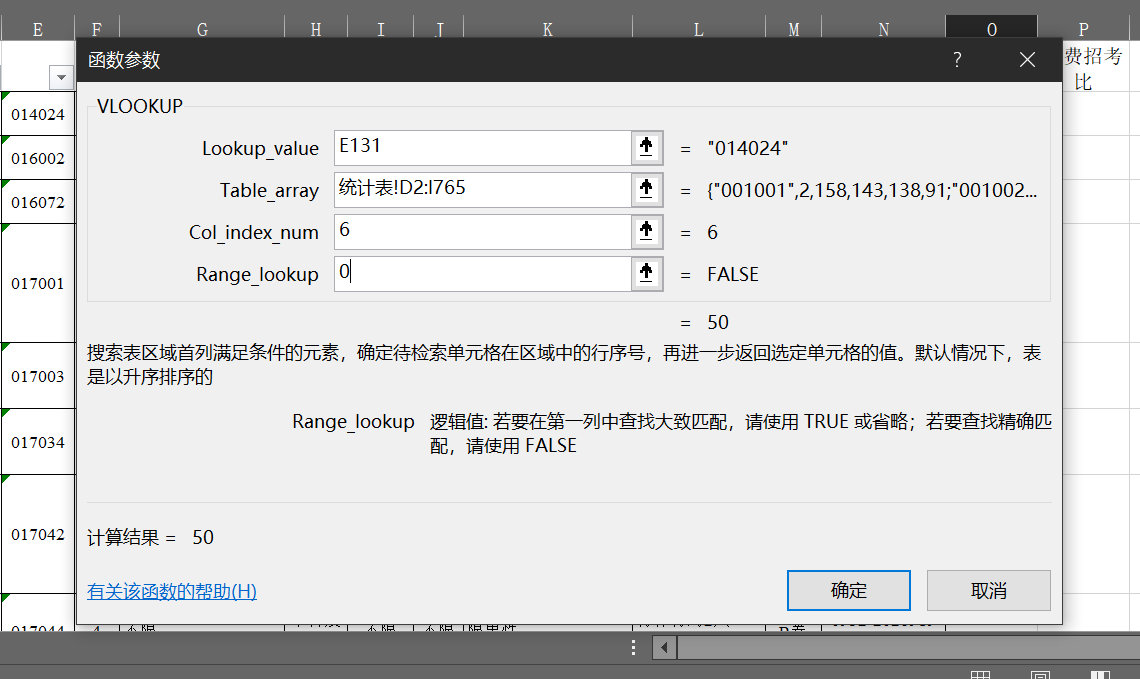 E F G H I J K L M N O P
函数参数 ?
费招考
比
VLOOKUP
014024
Lookup_value E131 = "014024"
016002
Table_array 统计表!D2:I765 = {"001001",2,158,143,138,91;"001002...
016072
Col_index_num 6 = 6
Range_lookup 0 = FALSE
017001
= 50
搜索表区域首列满足条件的元素，确定待检索单元格在区域中的行序号，再进一步返回选定单元格的值。默认情况下，表
是以升序排序的
017003
Range_lookup 逻辑值: 若要在第一列中查找大致匹配，请使用 TRUE 或省略；若要查找精确匹
配，请使用 FALSE
017034
017042
计算结果 = 50
有关该函数的帮助(H)
确定 取消
017044